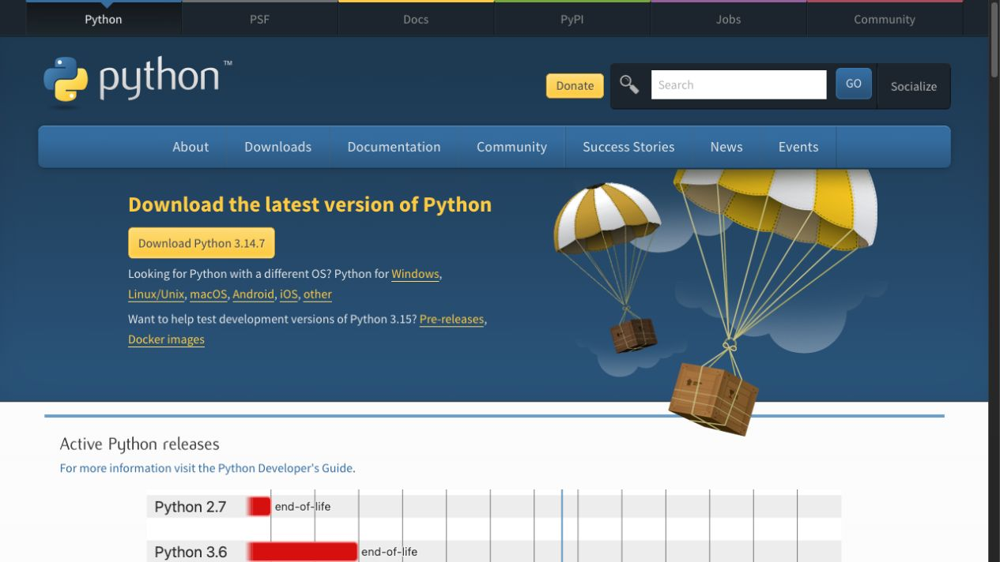 Python
PSF
Docs
PyPI
Jobs
Community
python™
Donate
Search
GO
Socialize
About
Downloads
Documentation
Community
Success Stories
News
Events
Download the latest version of Python
Download Python 3.14.7
Looking for Python with a different OS? Python for Windows,
Linux/Unix, macOS, Android, iOS, other
Want to help test development versions of Python 3.15? Pre-releases,
Docker images
Active Python releases
For more information visit the Python Developer's Guide.
Python 2.7
end-of-life
Python 3.6
end-of-life